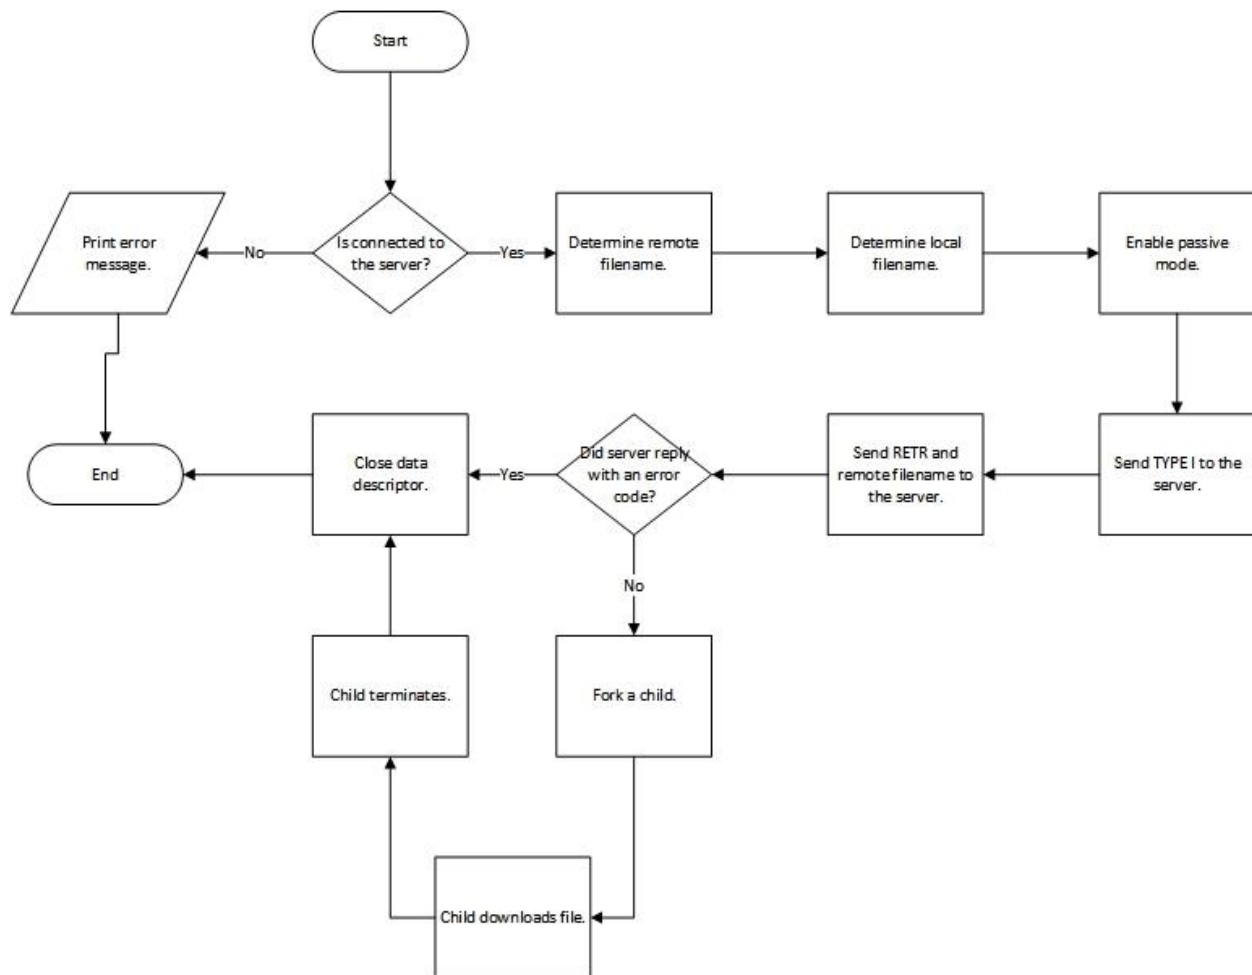 Start
Print error
message.
No
Is connected to
the server?
Yes
Determine remote
filename.
Determine local
filename.
Enable passive
mode.
End
Close data
descriptor.
Yes
Did server reply
with an error
code?
Send RETR and
remote filename to
the server.
Send TYPE I to the
server.
No
Child terminates.
Fork a child.
Child downloads file.